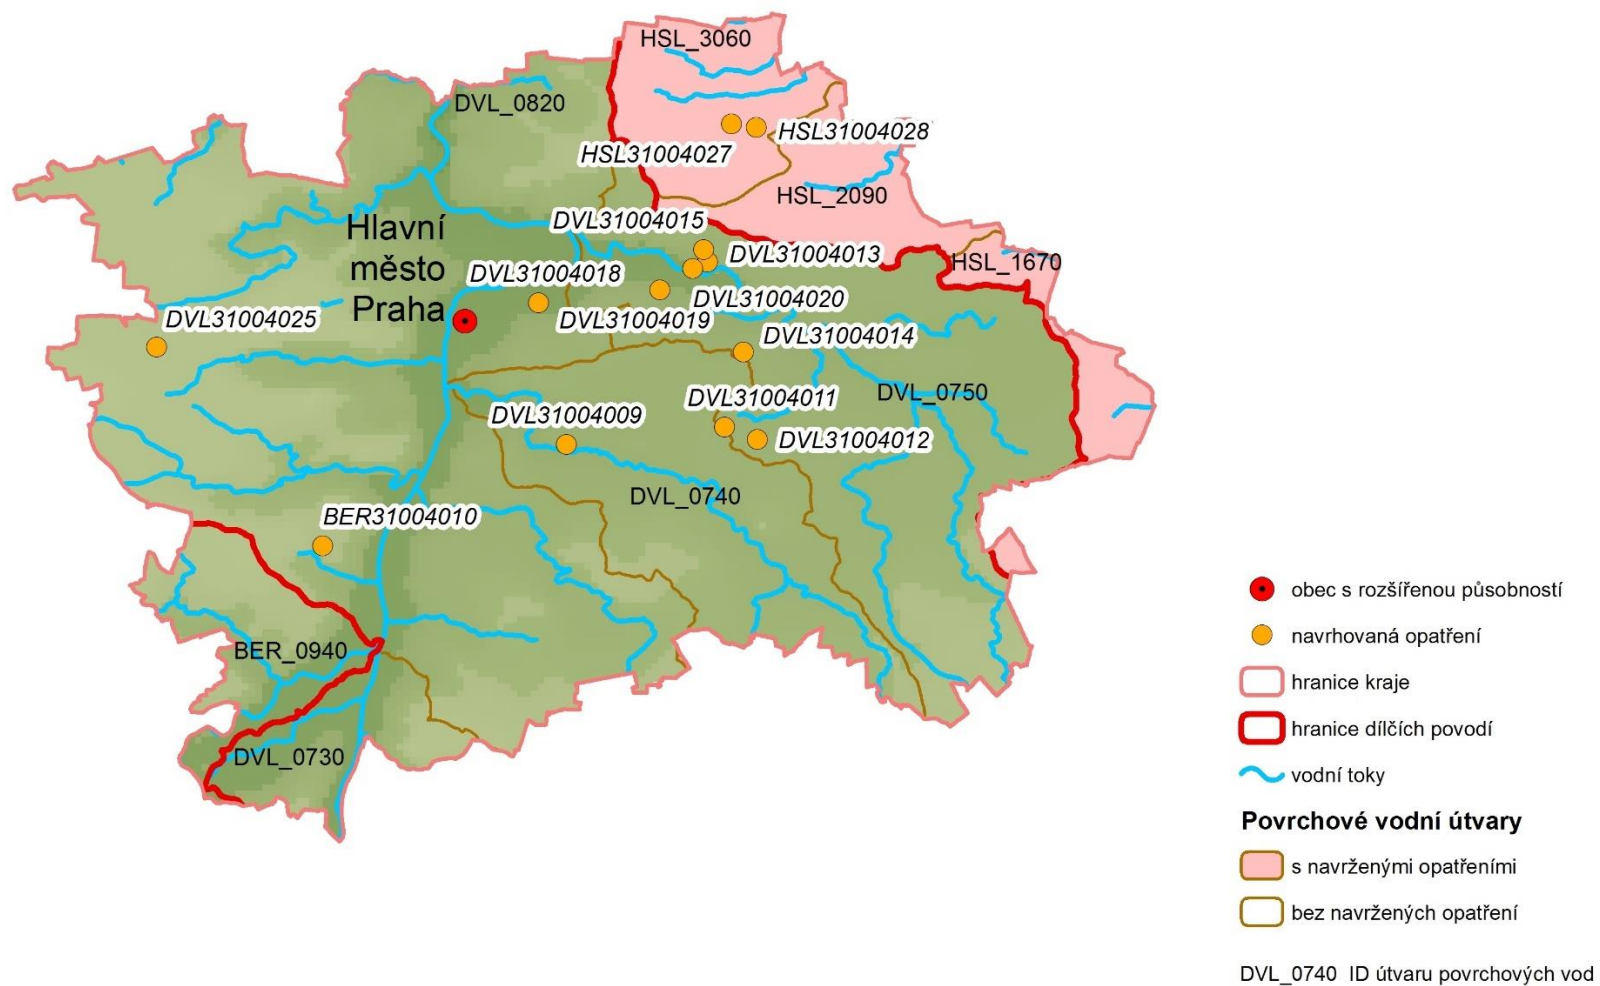 HSL_3060
DVL_0820
HSL31004028
HSL31004027
HSL_2090
Hlavní
město
Praha
DVL31004015
DVL31004013
HSL_1670
DVL31004018
DVL31004020
DVL31004025
DVL31004019
DVL31004014
DVL31004011
DVL_0750
DVL31004009
DVL31004012
DVL_0740
BER31004010
BER_0940
DVL_0730
obec s rozšířenou působností
navrhovaná opatření
hranice kraje
hranice dílčích povodí
vodní toky
Povrchové vodní útvary
s navrženými opatřeními
bez navržených opatření
DVL_0740 ID útvaru povrchových vod